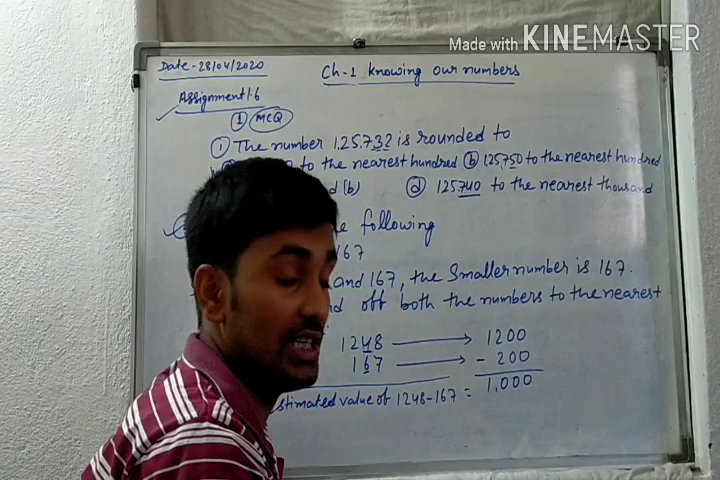 Made with KINEMASTER
Date-28/04/2020
Ch-1 Knowing our numbers
Assignment 1.6
① MCQ
① The number 1.25.732 is rounded to
to the nearest hundred ⓑ 125750 to the nearest hundred
(b) ⓓ 125740 to the nearest thousand
following
167
and 167, the smaller number is 167.
off both the numbers to the nearest
1248 → 1200
167 → - 200
1,000
stimated value of 1248-167 =